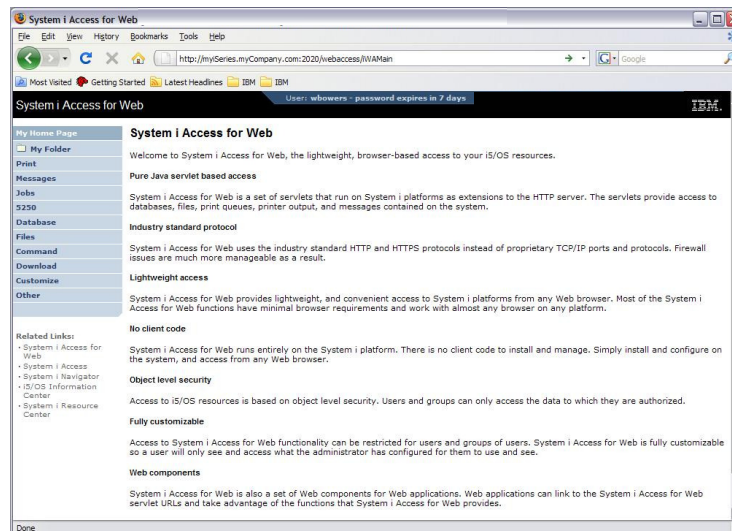 System i Access for Web
File Edit View History Bookmarks Tools Help
http://myiSeries.myCompany.com:2020/webaccess/iWAMain
Google
Most Visited Getting Started Latest Headlines IBM IBM
System i Access for Web
User: wbowers - password expires in 7 days
IBM.
My Home Page
My Folder
Print
Messages
Jobs
5250
Database
Files
Command
Download
Customize
Other
Related Links:
• System i Access for
Web
• System i Access
• System i Navigator
• i5/OS Information
Center
• System i Resource
Center
System i Access for Web
Welcome to System i Access for Web, the lightweight, browser-based access to your i5/OS resources.
Pure Java servlet based access
System i Access for Web is a set of servlets that run on System i platforms as extensions to the HTTP server. The servlets provide access to
databases, files, print queues, printer output, and messages contained on the system.
Industry standard protocol
System i Access for Web uses the industry standard HTTP and HTTPS protocols instead of proprietary TCP/IP ports and protocols. Firewall
issues are much more manageable as a result.
Lightweight access
System i Access for Web provides lightweight, and convenient access to System i platforms from any Web browser. Most of the System i
Access for Web functions have minimal browser requirements and work with almost any browser on any platform.
No client code
System i Access for Web runs entirely on the System i platform. There is no client code to install and manage. Simply install and configure on
the system, and access from any Web browser.
Object level security
Access to i5/OS resources is based on object level security. Users and groups can only access the data to which they are authorized.
Fully customizable
Access to System i Access for Web functionality can be restricted for users and groups of users. System i Access for Web is fully customizable
so a user will only see and access what the administrator has configured for them to use and see.
Web components
System i Access for Web is also a set of Web components for Web applications. Web applications can link to the System i Access for Web
servlet URLs and take advantage of the functions that System i Access for Web provides.
Done